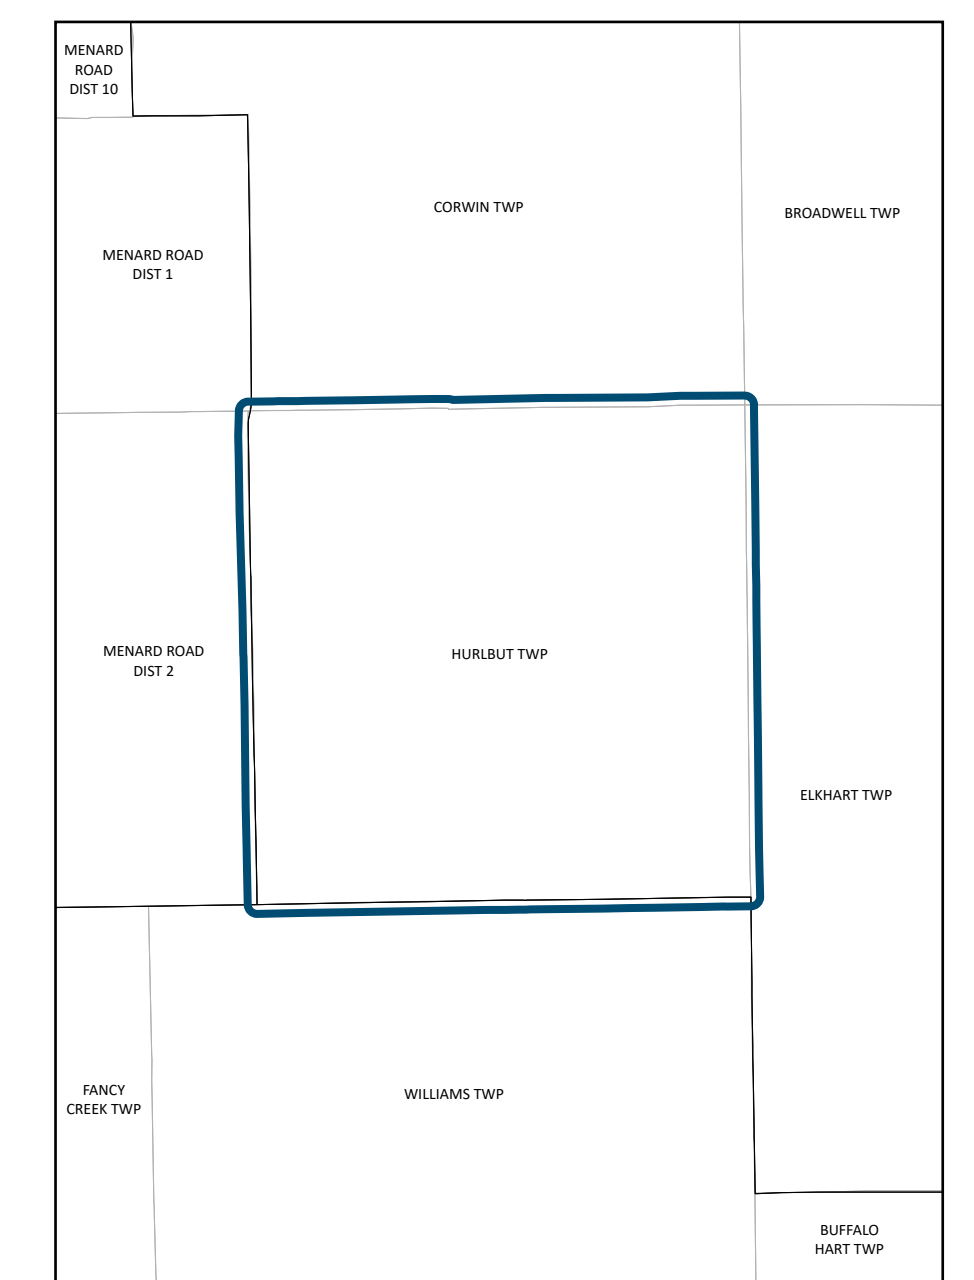 MENARD
ROAD
DIST 10
CORWIN TWP
BROADWELL TWP
MENARD ROAD
DIST 1
MENARD ROAD
DIST 2
HURLBUT TWP
ELKHART TWP
FANCY
CREEK TWP
WILLIAMS TWP
BUFFALO
HART TWP